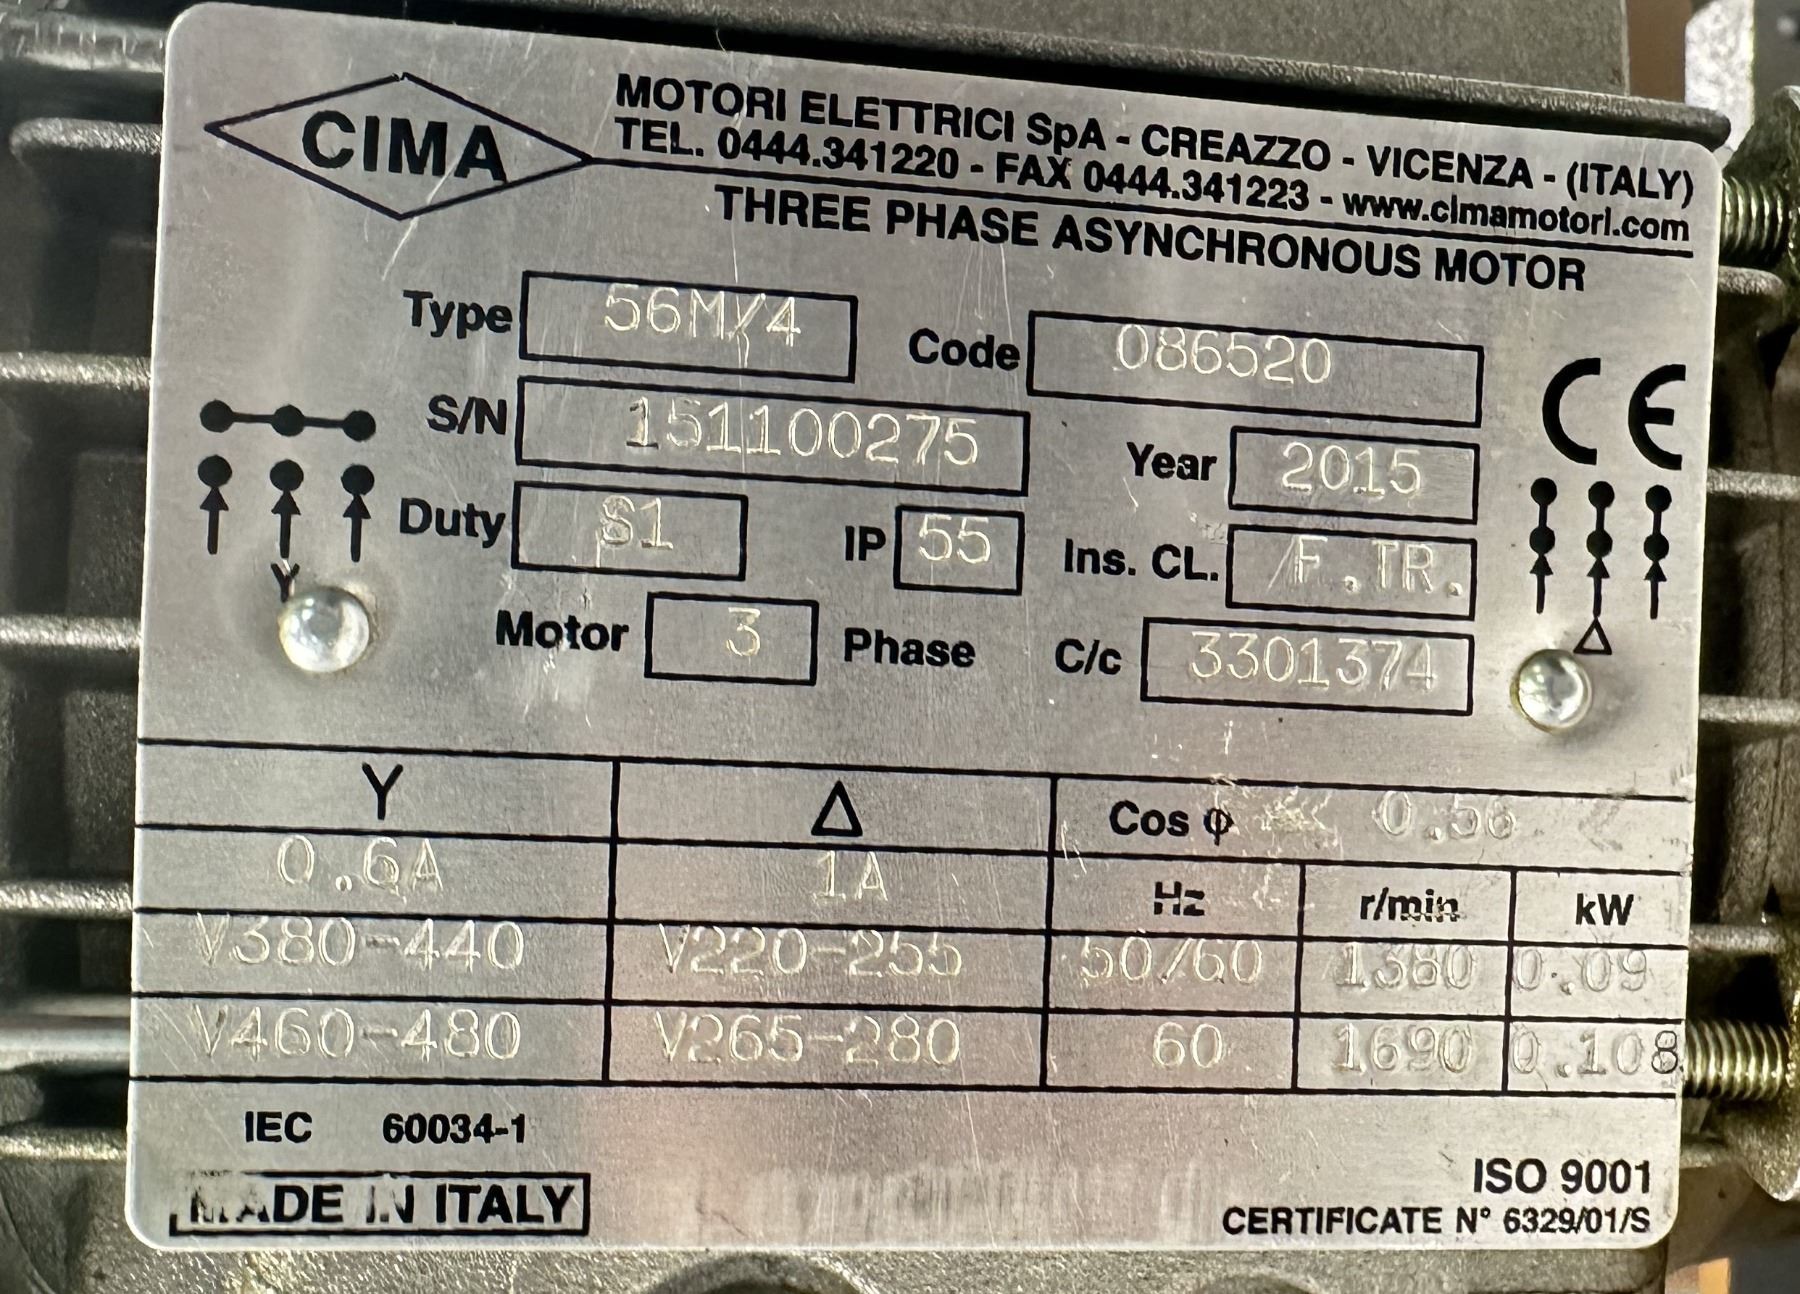 CIMA
MOTORI ELETTRICI SpA - CREAZZO - VICENZA - (ITALY)
TEL. 0444.341220 - FAX 0444.341223 - www.cimamotori.com
THREE PHASE ASYNCHRONOUS MOTOR
Type 56M/4 Code 086520
CE
S/N 151100275 Year 2015
Duty S1 IP 55 Ins. CL. F.TR.
Y
Motor 3 Phase C/c 3301374
Δ
Y Δ Cos φ 0.56
0.6A 1A Hz r/min kW
V380-440 V220-255 50/60 1380 0.09
V460-480 V265-280 60 1690 0.108
IEC 60034-1
MADE IN ITALY
ISO 9001
CERTIFICATE N° 6329/01/S